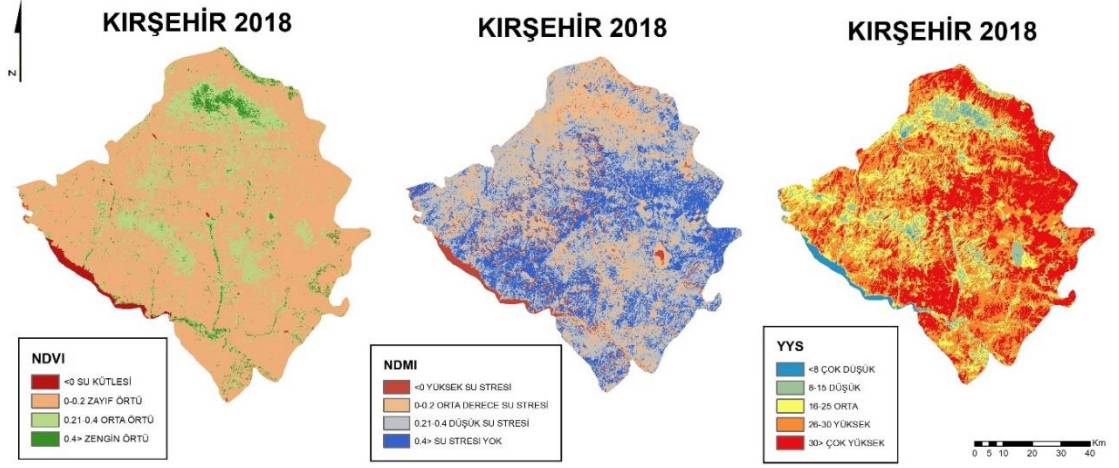 KIRŞEHİR 2018
KIRŞEHİR 2018
KIRŞEHİR 2018
N
NDVI
<0 SU KÜTLESİ
0-0.2 ZAYIF ÖRTÜ
0.21-0.4 ORTA ÖRTÜ
0.4> ZENGİN ÖRTÜ
NDMI
<0 YÜKSEK SU STRESİ
0-0.2 ORTA DERECE SU STRESİ
0.21-0.4 DÜŞÜK SU STRESİ
0.4> SU STRESİ YOK
YYS
<8 ÇOK DÜŞÜK
8-15 DÜŞÜK
16-25 ORTA
26-30 YÜKSEK
30> ÇOK YÜKSEK
Km
0 5 10 20 30 40